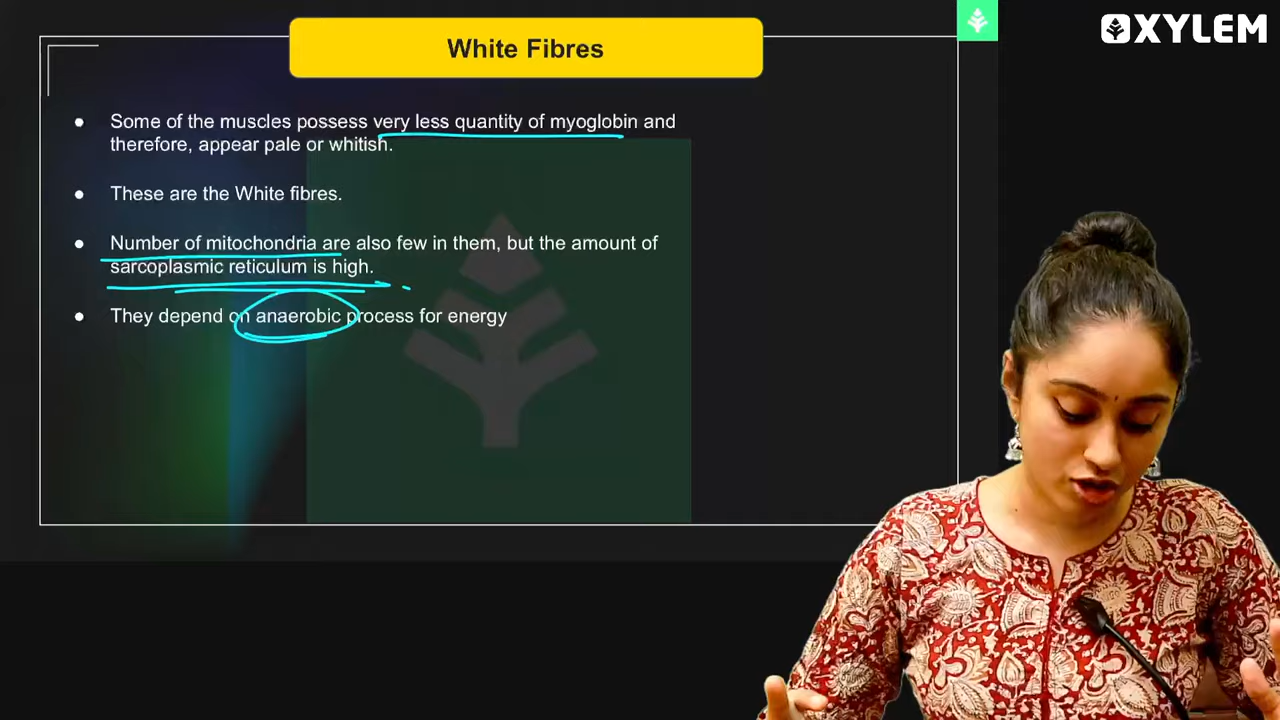 XYLEM
White Fibres
● Some of the muscles possess very less quantity of myoglobin and
therefore, appear pale or whitish.
● These are the White fibres.
● Number of mitochondria are also few in them, but the amount of
sarcoplasmic reticulum is high.
● They depend on anaerobic process for energy